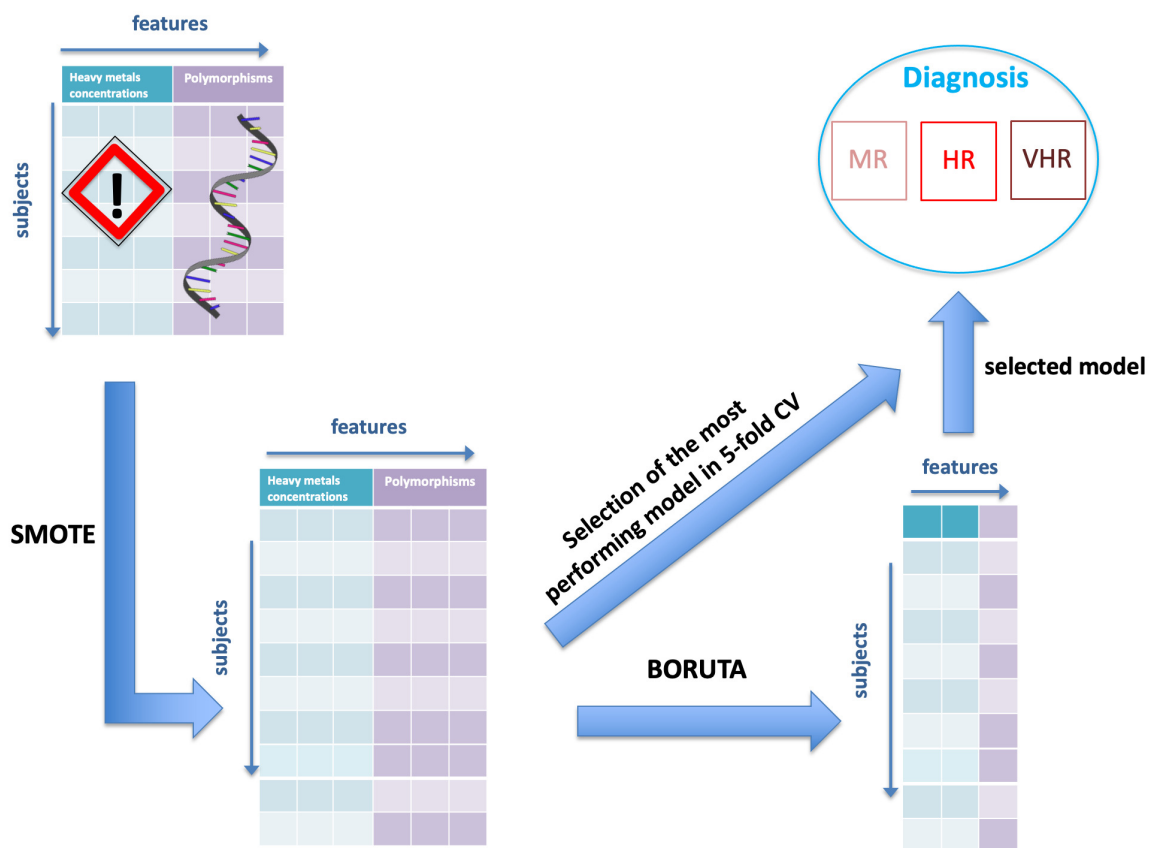 features
Heavy metals
concentrations
Polymorphisms
subjects
!
SMOTE
features
Heavy metals
concentrations
Polymorphisms
subjects
Selection of the most
performing model in 5-fold CV
BORUTA
Diagnosis
MR
HR
VHR
selected model
features
subjects